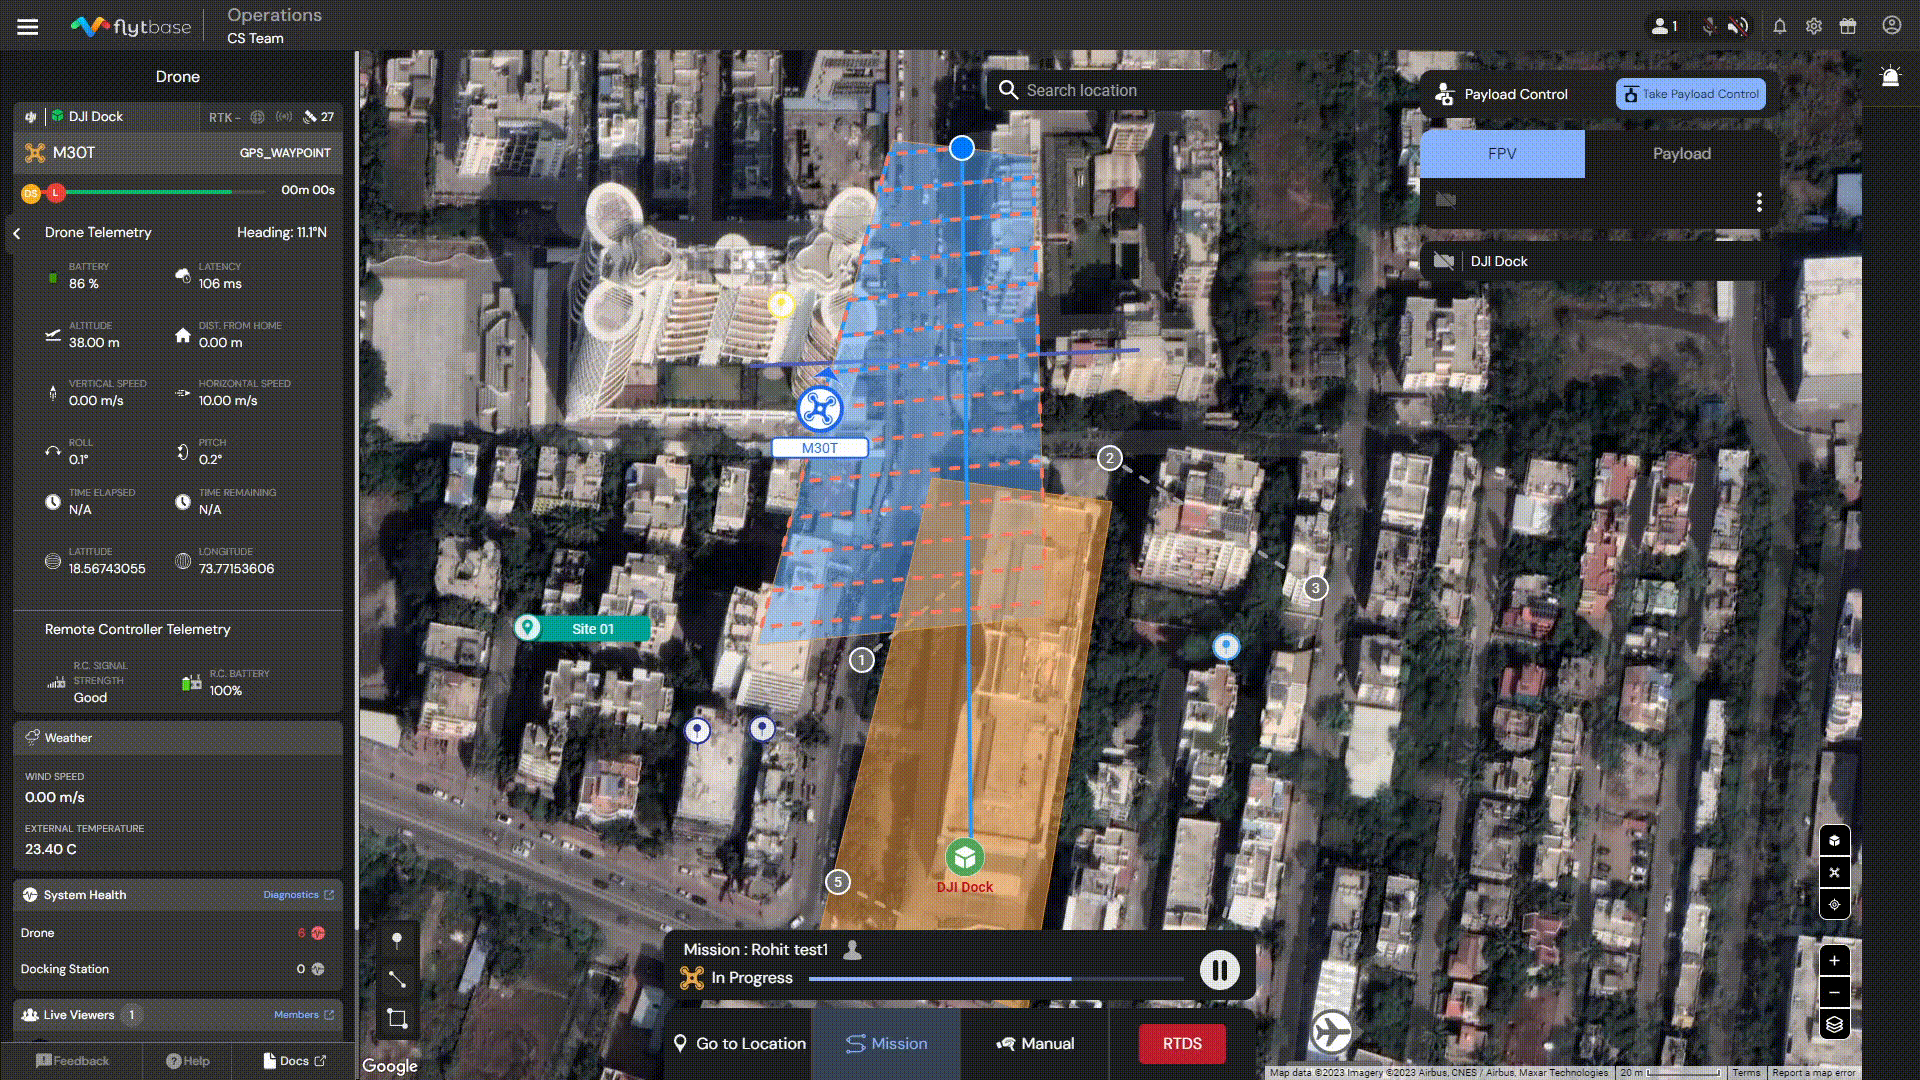 flytbase
Operations
CS Team
1
Drone
DJI Dock
RTK -
27
M30T
GPS_WAYPOINT
DS
L
00m 00s
Drone Telemetry
Heading: 11.1°N
BATTERY
86 %
LATENCY
106 ms
ALTITUDE
38.00 m
DIST. FROM HOME
0.00 m
VERTICAL SPEED
0.00 m/s
HORIZONTAL SPEED
10.00 m/s
ROLL
0.1°
PITCH
0.2°
TIME ELAPSED
N/A
TIME REMAINING
N/A
LATITUDE
18.56743055
LONGITUDE
73.77153606
Remote Controller Telemetry
R.C. SIGNAL
STRENGTH
Good
R.C. BATTERY
100%
Weather
WIND SPEED
0.00 m/s
EXTERNAL TEMPERATURE
23.40 C
System Health
Diagnostics
Drone
6
Docking Station
0
Live Viewers
1
Members
Feedback
Help
Docs
Search location
Payload Control
Take Payload Control
FPV
Payload
DJI Dock
M30T
2
3
Site 01
1
5
DJI Dock
Mission : Rohit test1
In Progress
Go to Location
Mission
Manual
RTDS
Google
Map data ©2023 Imagery ©2023 Airbus, CNES / Airbus, Maxar Technologies
20 m
Terms
Report a map error